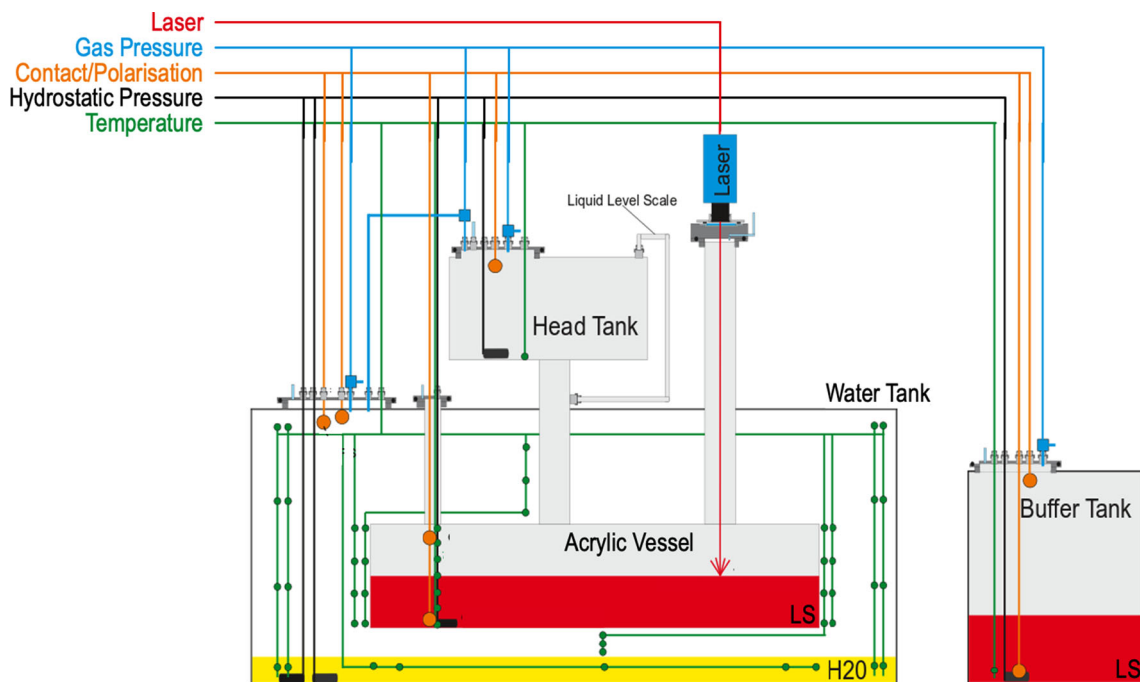 Laser
Gas Pressure
Contact/Polarisation
Hydrostatic Pressure
Temperature
Laser
Liquid Level Scale
Head Tank
Water Tank
Buffer Tank
Acrylic Vessel
LS
H20
LS